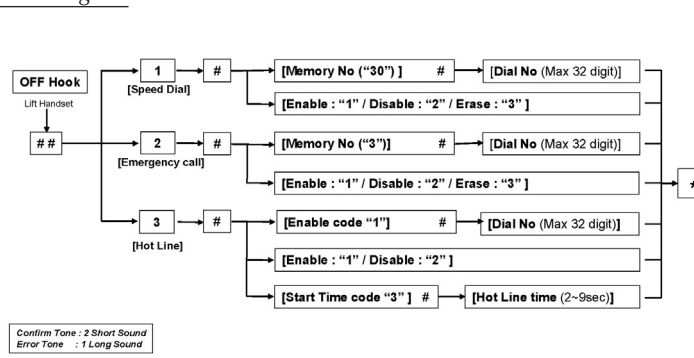 OFF Hook
Lift Handset
# #
1
[Speed Dial]
#
[Memory No (“30”) ] #
[Dial No (Max 32 digit)]
[Enable : “1” / Disable : “2” / Erase : “3” ]
2
[Emergency call]
#
[Memory No (“3”)] #
[Dial No (Max 32 digit)]
[Enable : “1” / Disable : “2” / Erase : “3” ]
3
[Hot Line]
#
[Enable code “1”] #
[Dial No (Max 32 digit)]
[Enable : “1” / Disable : “2” ]
[Start Time code “3” ] #
[Hot Line time (2~9sec)]
Confirm Tone : 2 Short Sound
Error Tone : 1 Long Sound